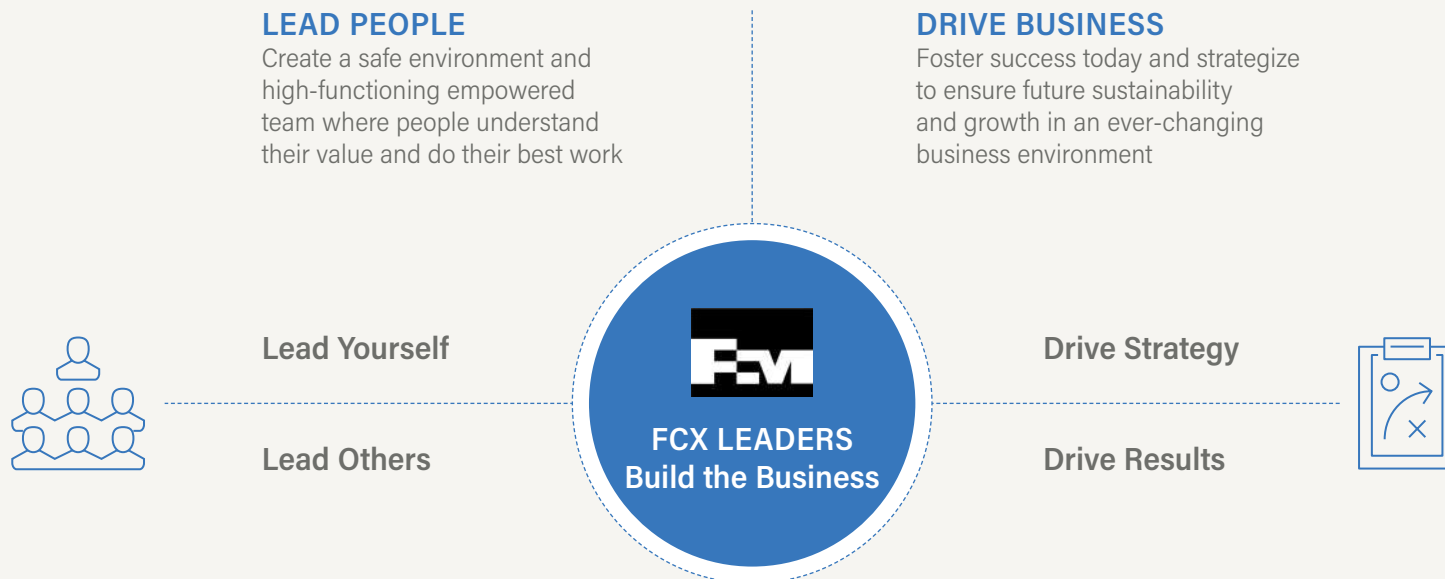 LEAD PEOPLE
Create a safe environment and
high-functioning empowered
team where people understand
their value and do their best work
DRIVE BUSINESS
Foster success today and strategize
to ensure future sustainability
and growth in an ever-changing
business environment
Lead Yourself
Lead Others
FM
FCX LEADERS
Build the Business
Drive Strategy
Drive Results